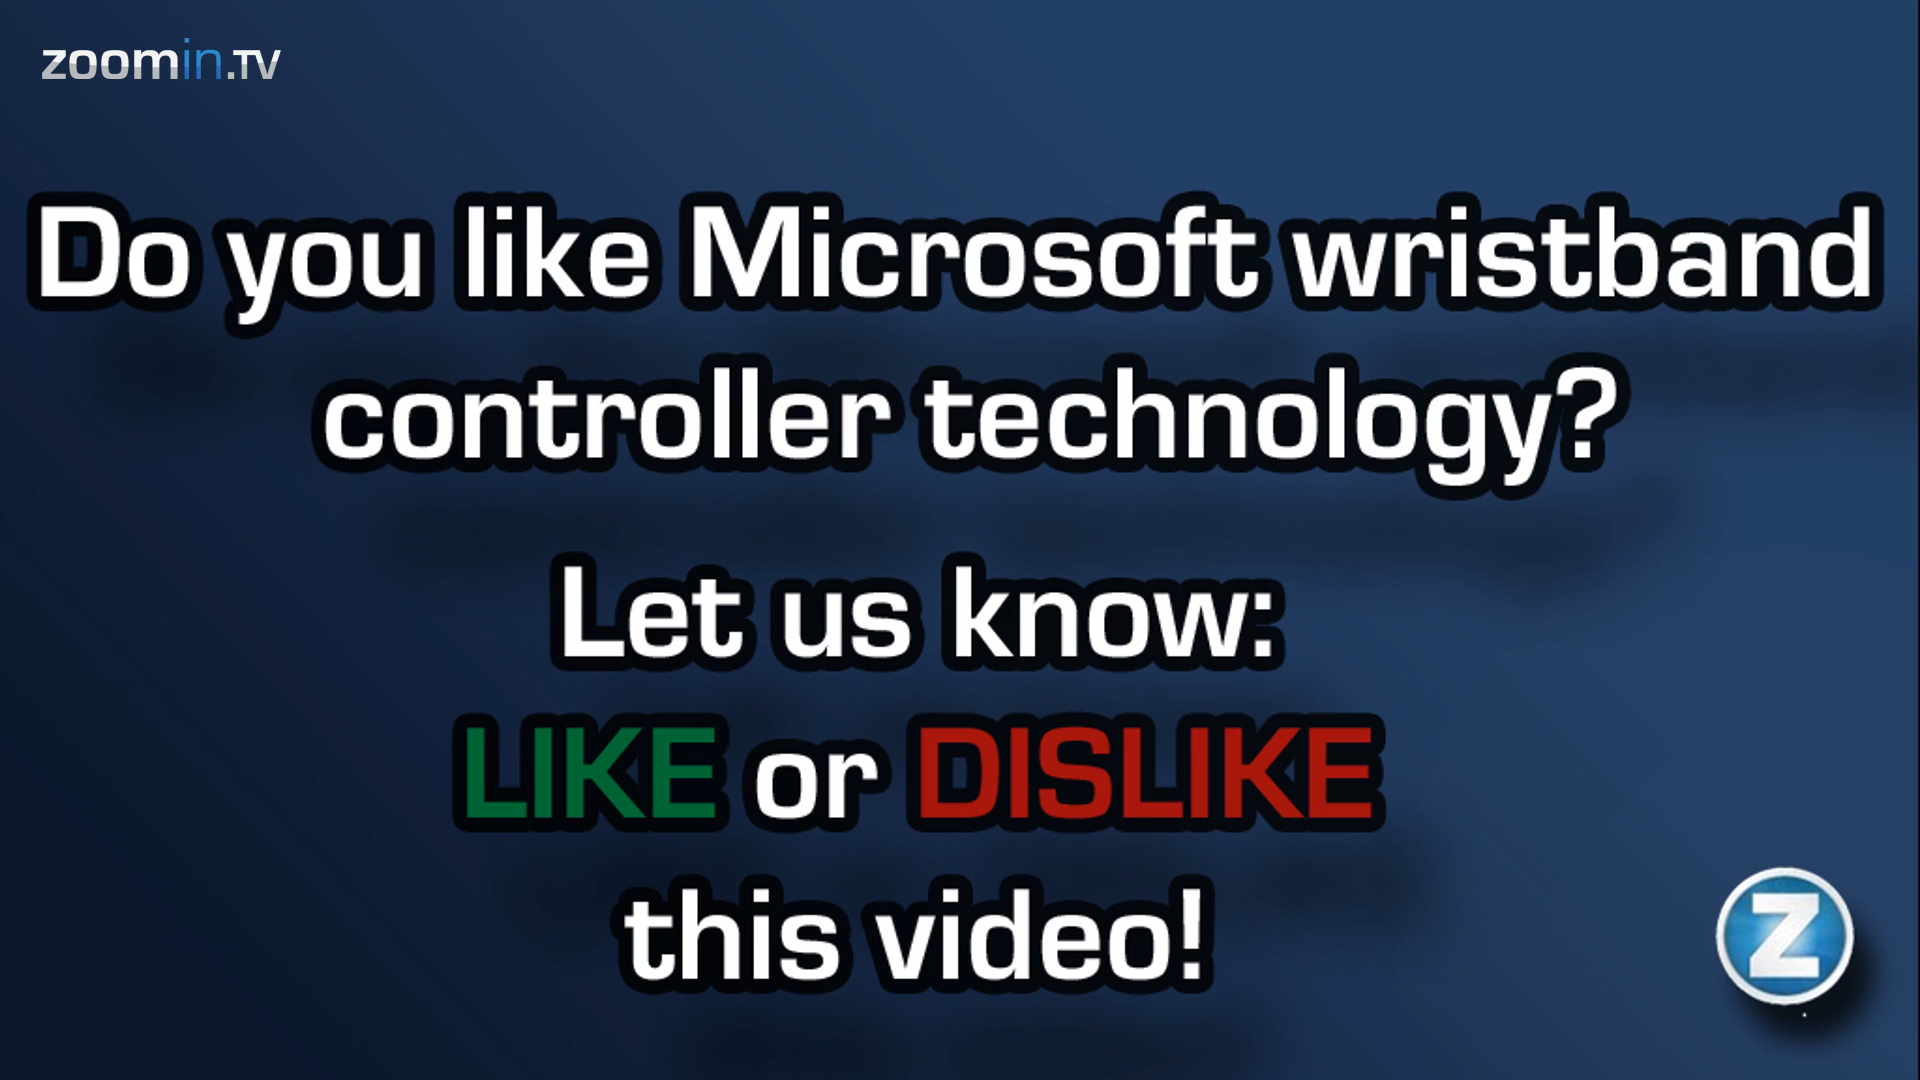 zoomin.TV
Do you like Microsoft wristband
controller technology?
Let us know:
LIKE or DISLIKE
this video!
Z